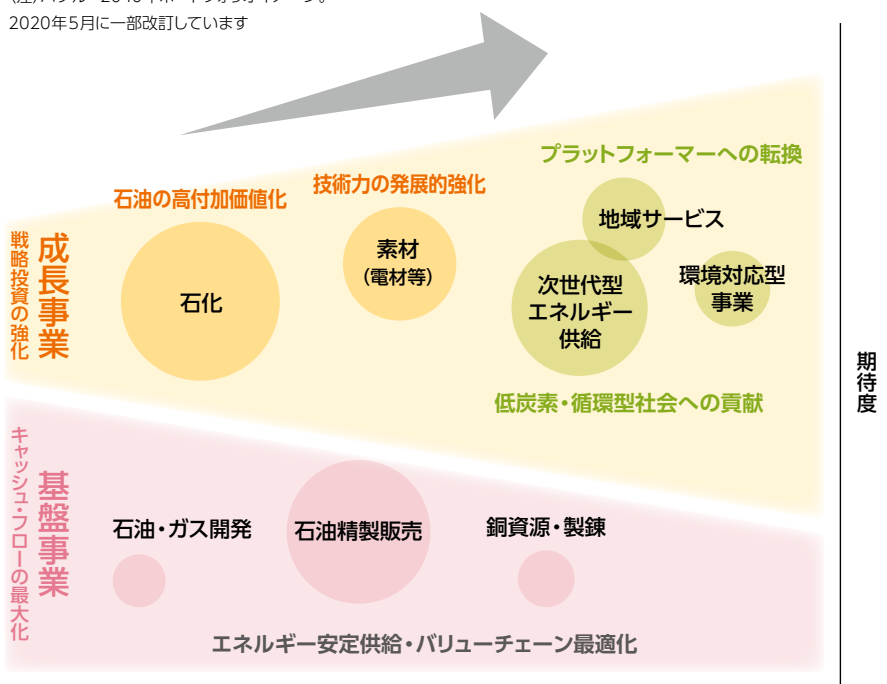 2020年5月に一部改訂しています
プラットフォーマーへの転換
技術力の発展的強化
石油の高付加価値化
地域サービス
素材
(電材等)
石化
次世代型
エネルギー
供給
環境対応型
事業
成長事業
戦略投資の強化
低炭素・循環型社会への貢献
期待度
基盤事業
キャッシュ・フローの最大化
石油・ガス開発
石油精製販売
銅資源・製錬
エネルギー安定供給・バリューチェーン最適化